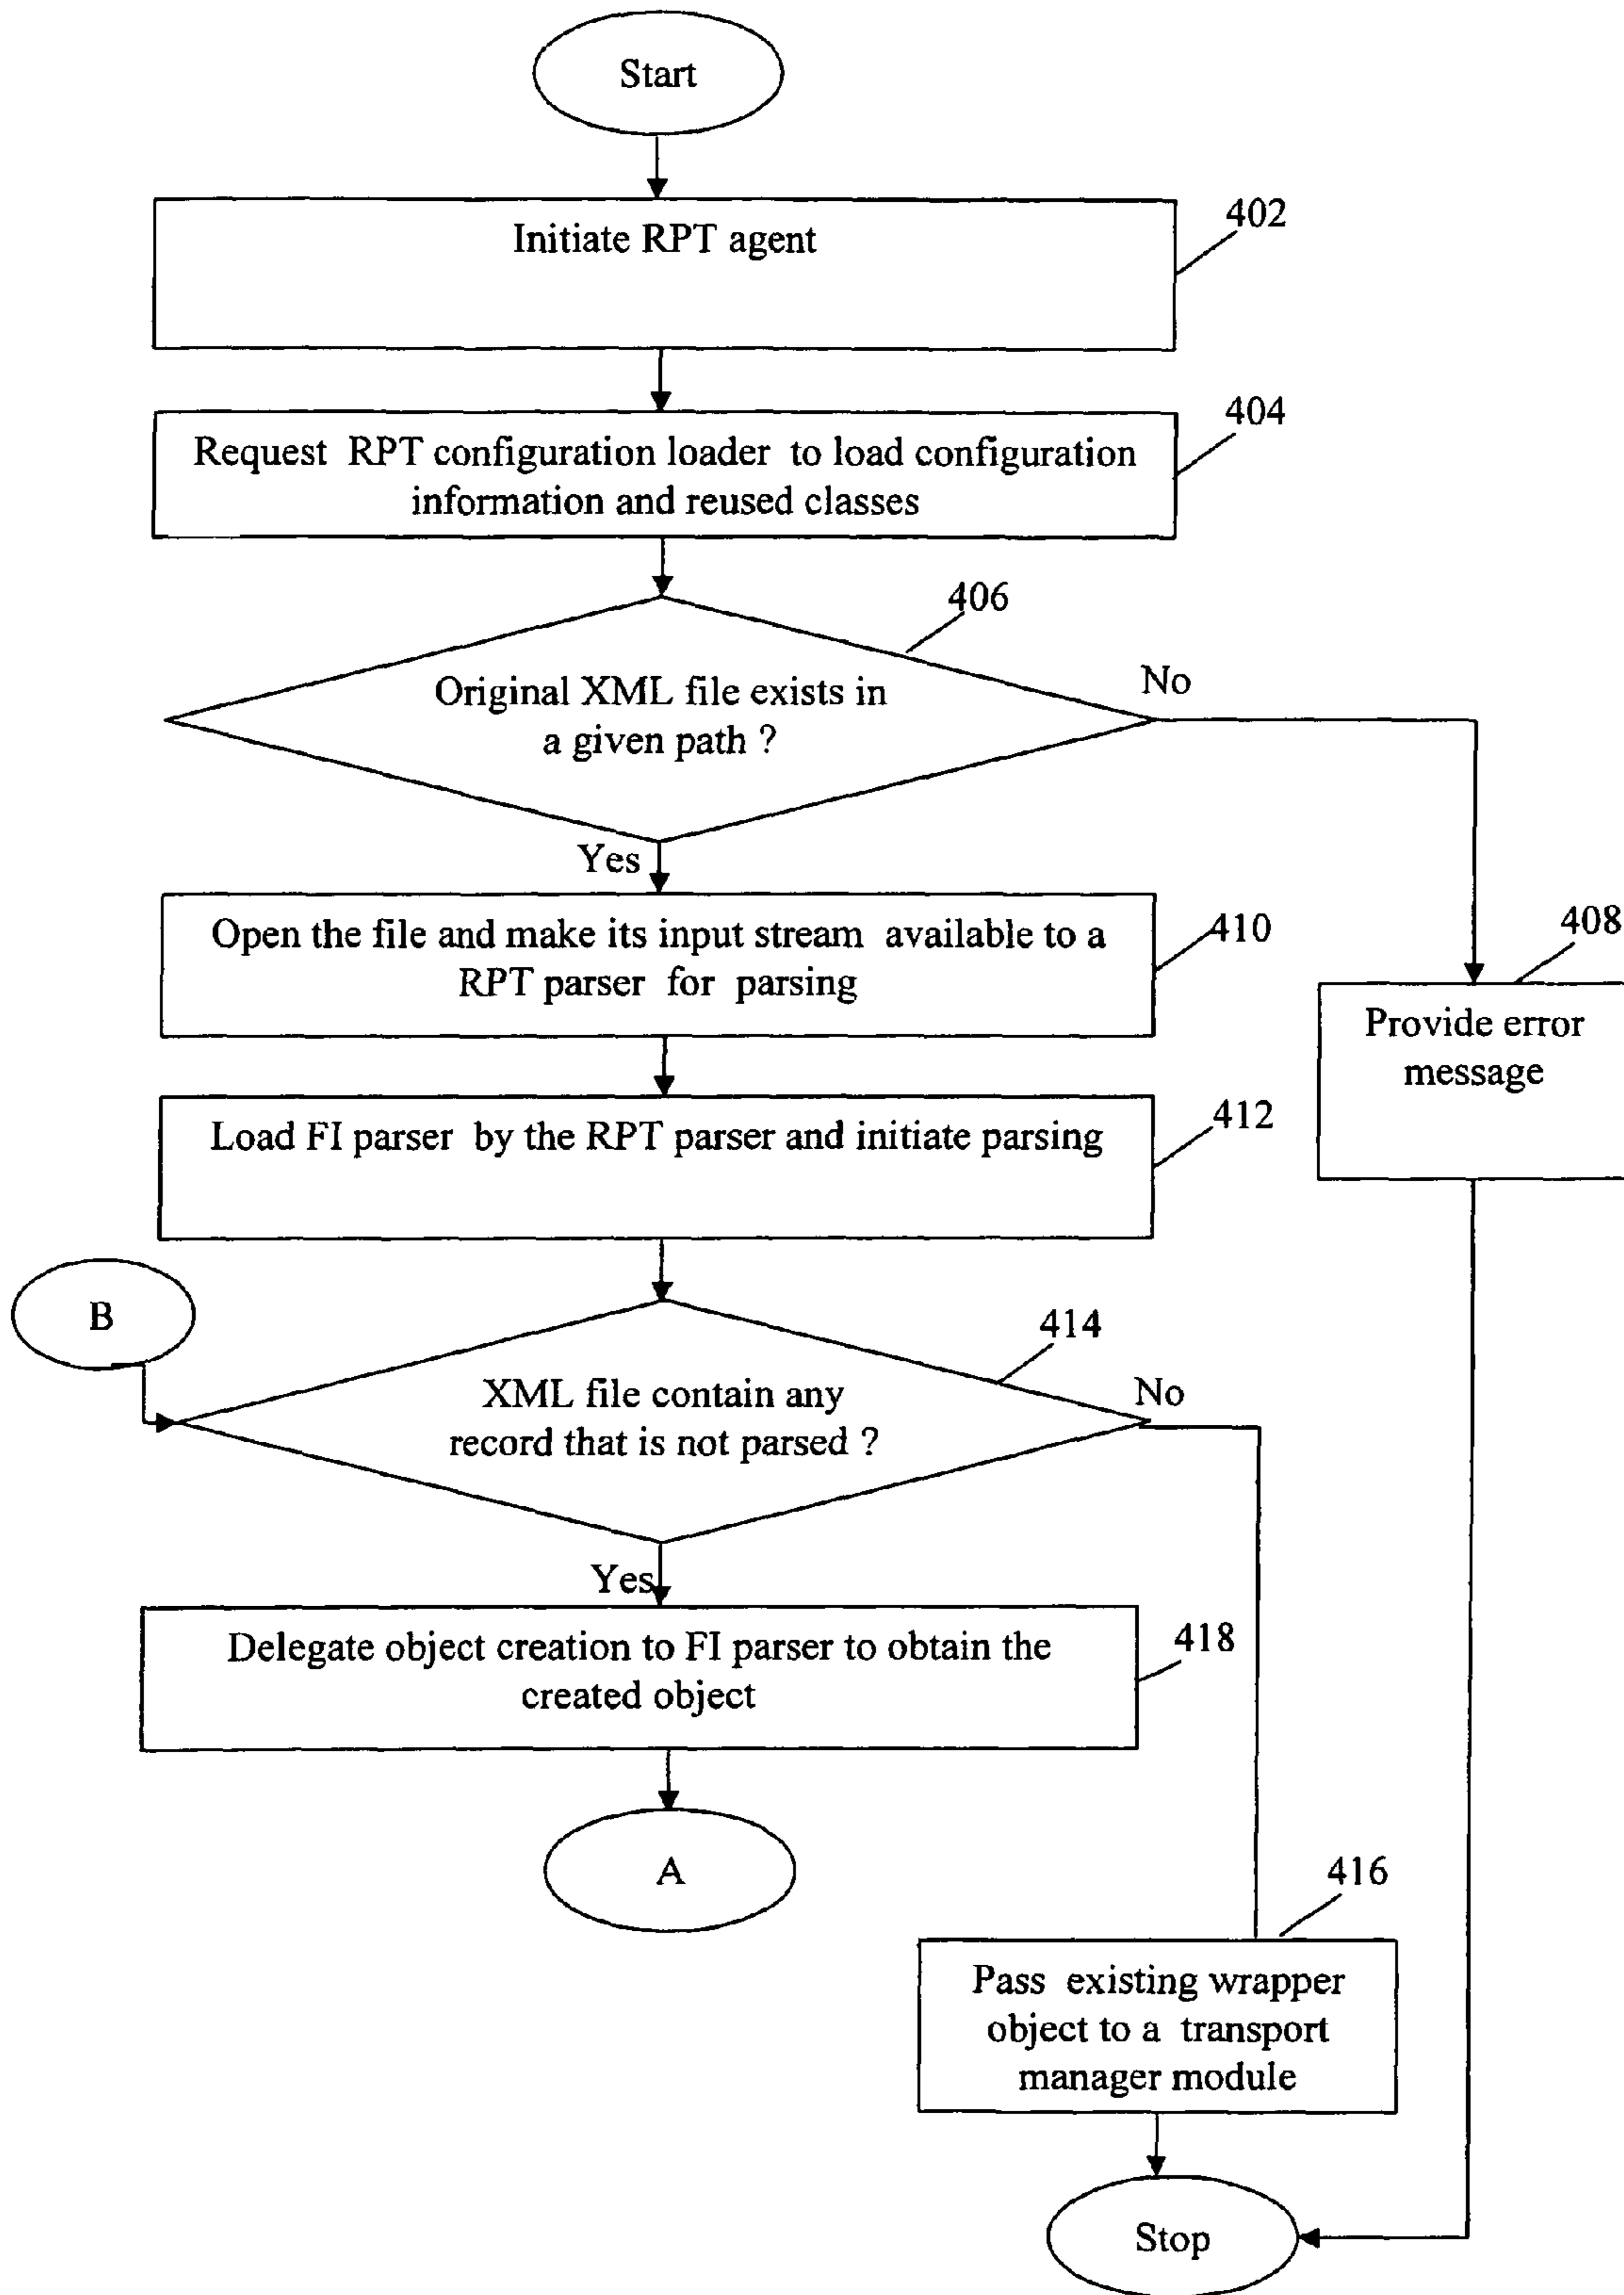 Start
Initiate RPT agent
402
Request RPT configuration loader to load configuration
information and reused classes
404
406
Original XML file exists in
a given path ?
No
Yes
Open the file and make its input stream available to a
RPT parser for parsing
410
408
Provide error
message
Load FI parser by the RPT parser and initiate parsing
412
B
414
XML file contain any
record that is not parsed ?
No
Yes
Delegate object creation to FI parser to obtain the
created object
418
A
416
Pass existing wrapper
object to a transport
manager module
Stop